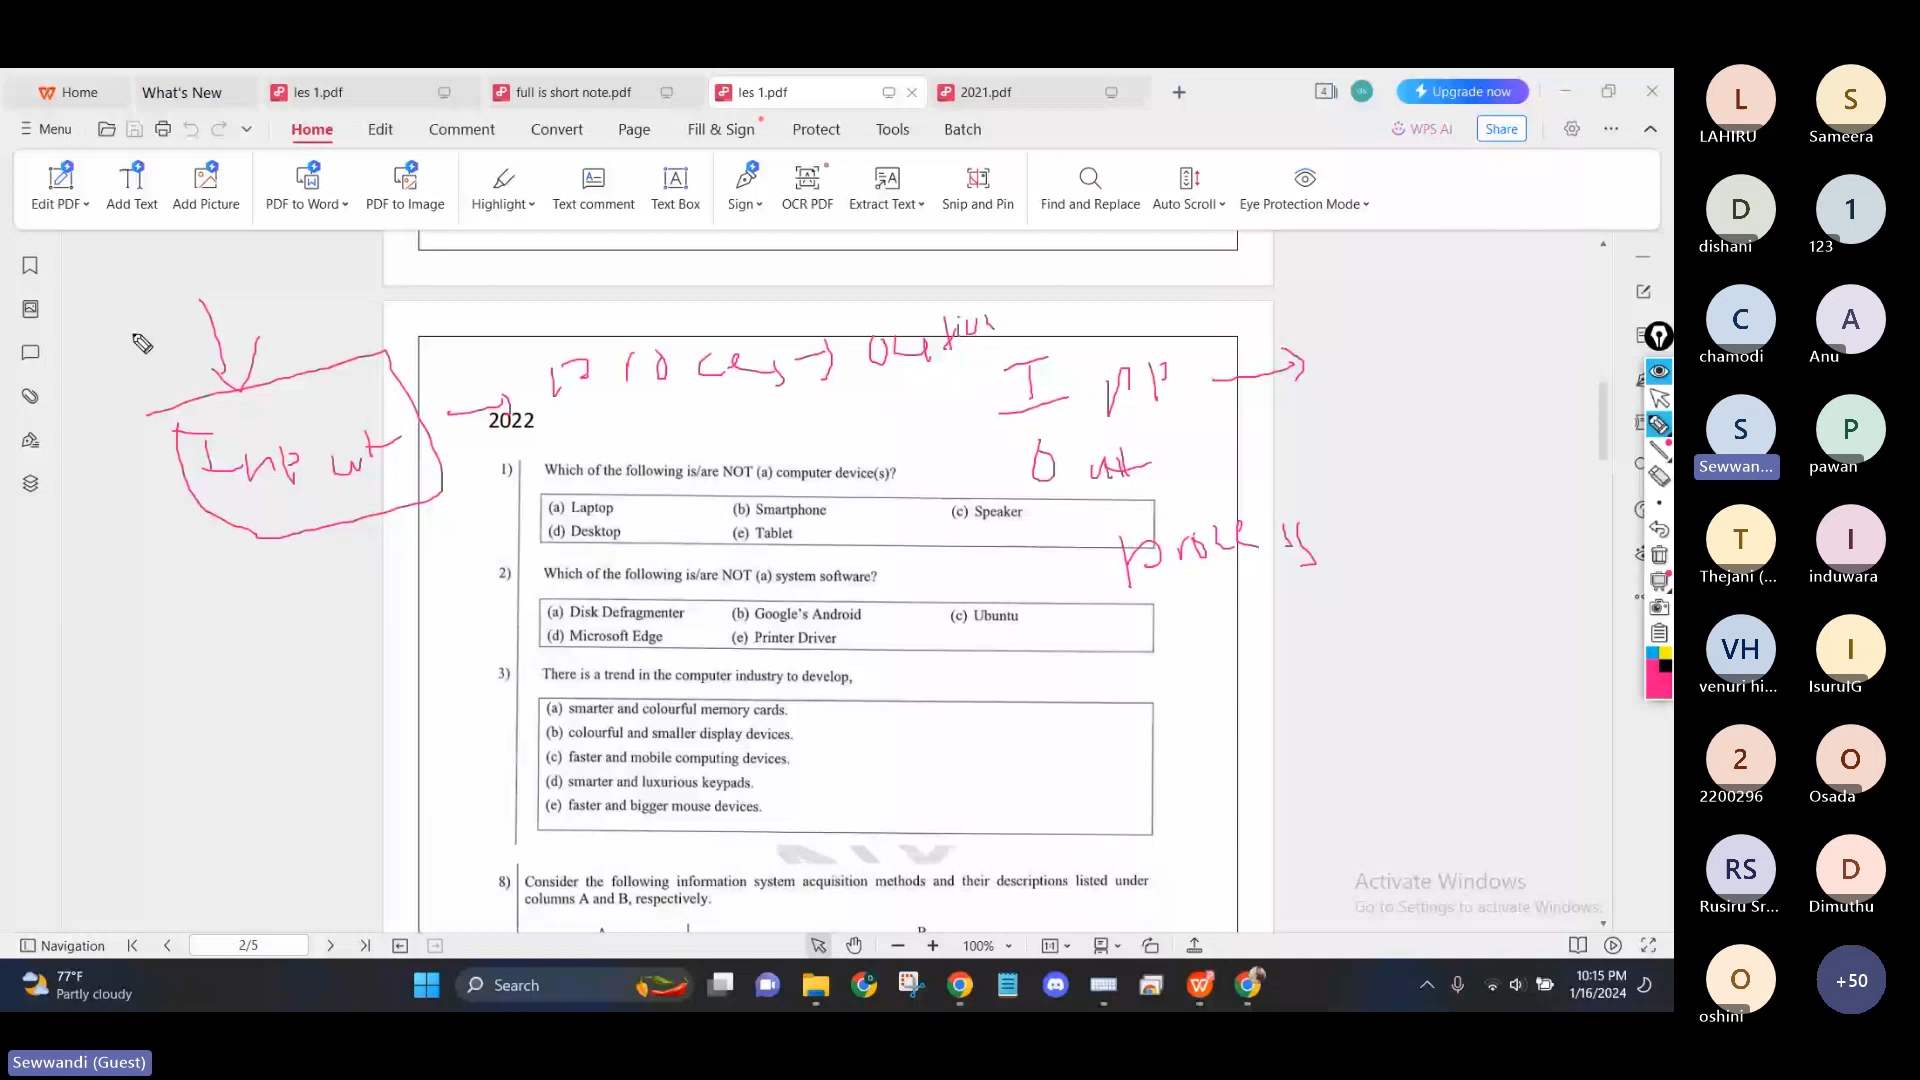 Home
What's New
les 1.pdf
full is short note.pdf
les 1.pdf
2021.pdf
+
4
Upgrade now
Menu
Home
Edit
Comment
Convert
Page
Fill & Sign
Protect
Tools
Batch
WPS AI
Share
Edit PDF
Add Text
Add Picture
PDF to Word
PDF to Image
Highlight
Text comment
Text Box
Sign
OCR PDF
Extract Text
Snip and Pin
Find and Replace
Auto Scroll
Eye Protection Mode
Input
Process
I PP
Out
Process
2022
1) Which of the following is/are NOT (a) computer device(s)?
(a) Laptop (b) Smartphone (c) Speaker
(d) Desktop (e) Tablet
2) Which of the following is/are NOT (a) system software?
(a) Disk Defragmenter (b) Google's Android (c) Ubuntu
(d) Microsoft Edge (e) Printer Driver
3) There is a trend in the computer industry to develop,
(a) smarter and colourful memory cards.
(b) colourful and smaller display devices.
(c) faster and mobile computing devices.
(d) smarter and luxurious keypads.
(e) faster and bigger mouse devices.
8) Consider the following information system acquisition methods and their descriptions listed under
columns A and B, respectively.
A B
Activate Windows
Go to Settings to activate Windows.
Navigation
2/5
100%
77°F
Partly cloudy
Search
10:15 PM
1/16/2024
L
LAHIRU
S
Sameera
D
dishani
1
123
C
chamodi
A
Anu
S
Sewwan...
P
pawan
T
Thejani (...
I
induwara
VH
venuri hi...
I
IsuruIG
2
2200296
O
Osada
RS
Rusiru Sr...
D
Dimuthu
O
oshini
+50
Sewwandi (Guest)